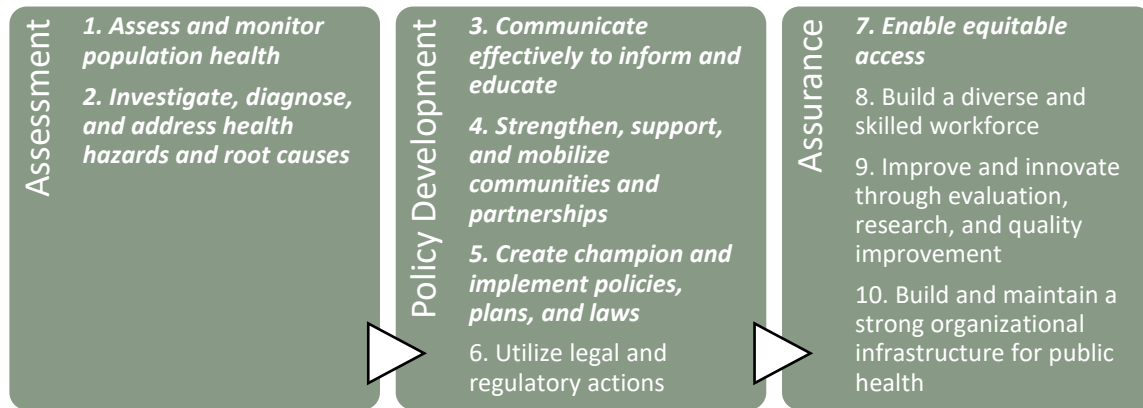 Assessment
1. Assess and monitor
population health
2. Investigate, diagnose,
and address health
hazards and root causes
Policy Development
3. Communicate
effectively to inform and
educate
4. Strengthen, support,
and mobilize
communities and
partnerships
5. Create champion and
implement policies,
plans, and laws
6. Utilize legal and
regulatory actions
Assurance
7. Enable equitable
access
8. Build a diverse and
skilled workforce
9. Improve and innovate
through evaluation,
research, and quality
improvement
10. Build and maintain a
strong organizational
infrastructure for public
health